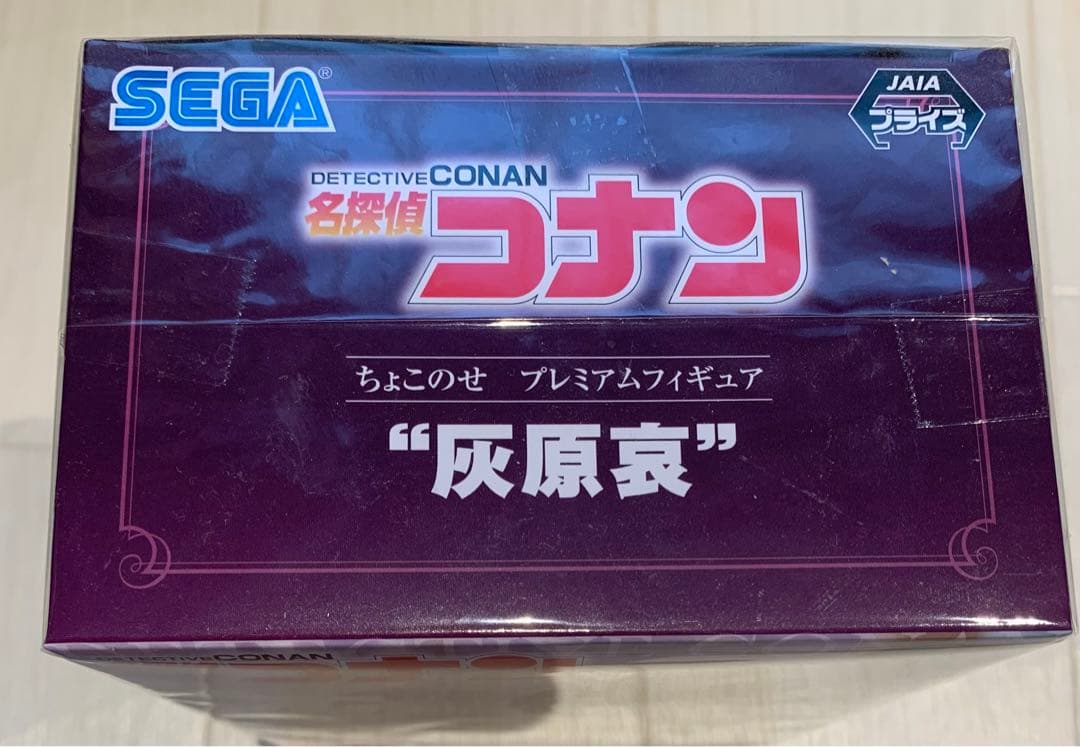 SEGA®
JAIA
プライズ
DETECTIVE CONAN
名探偵
コナン
ちょこのせ プレミアムフィギュア
“灰原哀”
DETECTIVE CONAN